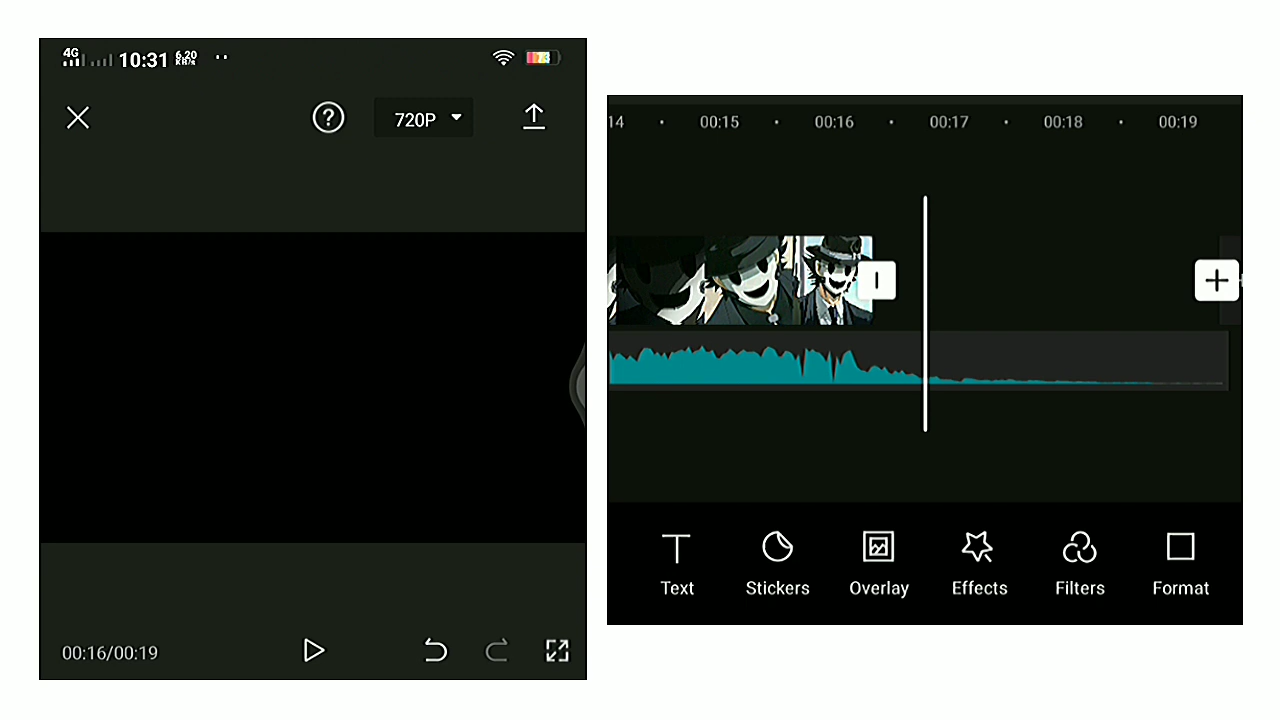 4G 10:31 6.20 KB/s
720P
00:16/00:19
14 00:15 00:16 00:17 00:18 00:19
Text Stickers Overlay Effects Filters Format